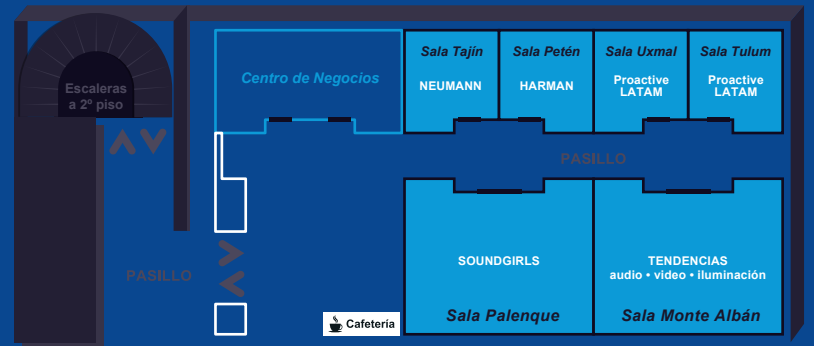 Escaleras
a 2º piso
Centro de Negocios
Sala Tajín
NEUMANN
Sala Petén
HARMAN
Sala Uxmal
Proactive
LATAM
Sala Tulum
Proactive
LATAM
PASILLO
PASILLO
SOUNDGIRLS
Sala Palenque
TENDENCIAS
audio • video • iluminación
Sala Monte Albán
Cafetería